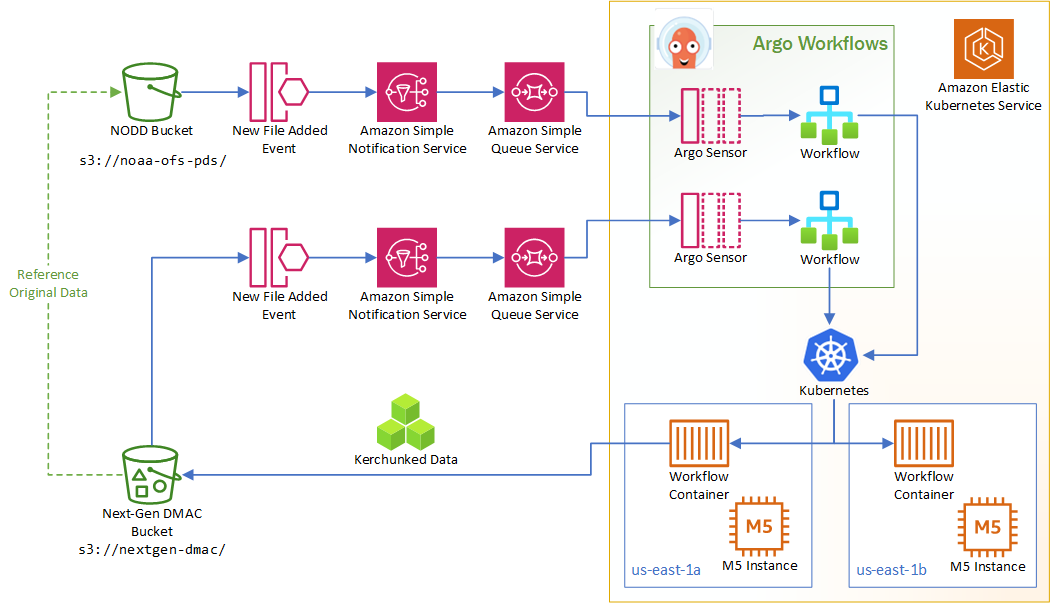 Argo Workflows
Amazon Elastic
Kubernetes Service
NODD Bucket
s3://noaa-ofs-pds/
New File Added
Event
Amazon Simple
Notification Service
Amazon Simple
Queue Service
Argo Sensor
Workflow
New File Added
Event
Amazon Simple
Notification Service
Amazon Simple
Queue Service
Argo Sensor
Workflow
Reference
Original Data
Kubernetes
Kerchunked Data
Workflow
Container
M5
M5 Instance
us-east-1a
Workflow
Container
M5
M5 Instance
us-east-1b
Next-Gen DMAC
Bucket
s3://nextgen-dmac/
K